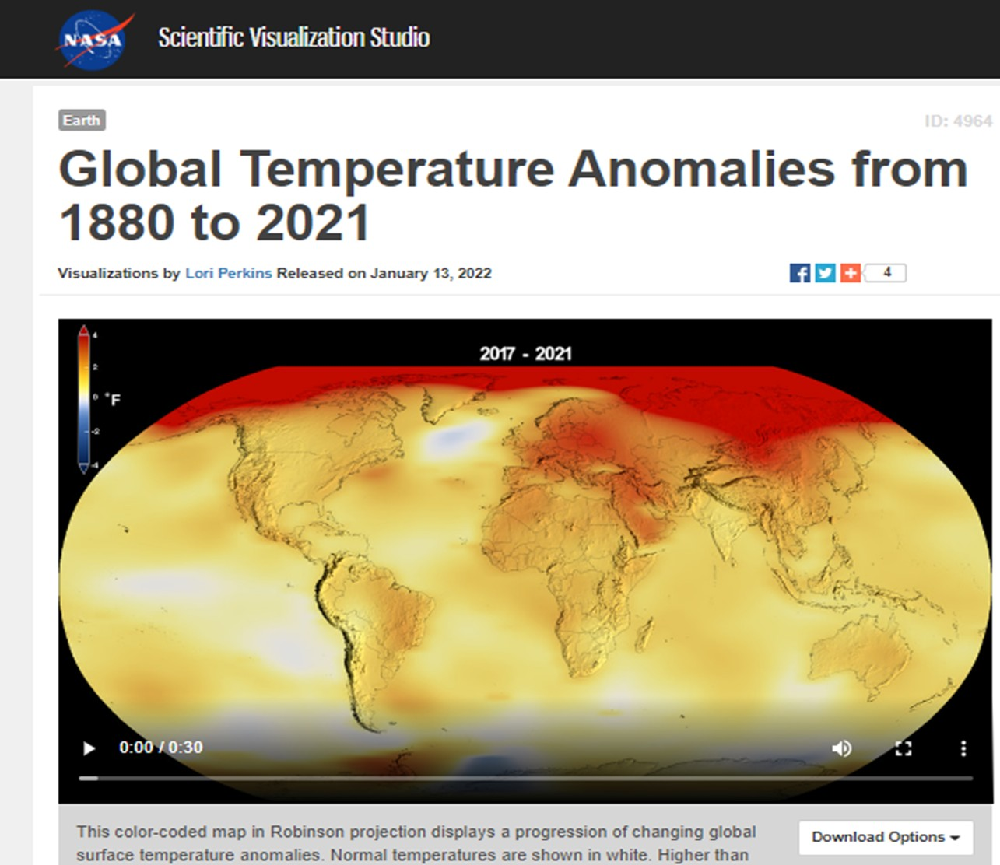 NASA
Scientific Visualization Studio
Earth
ID: 4964
Global Temperature Anomalies from
1880 to 2021
Visualizations by Lori Perkins Released on January 13, 2022
4
2017 - 2021
4
2
0 °F
-2
-4
0:00 / 0:30
This color-coded map in Robinson projection displays a progression of changing global
surface temperature anomalies. Normal temperatures are shown in white. Higher than
Download Options